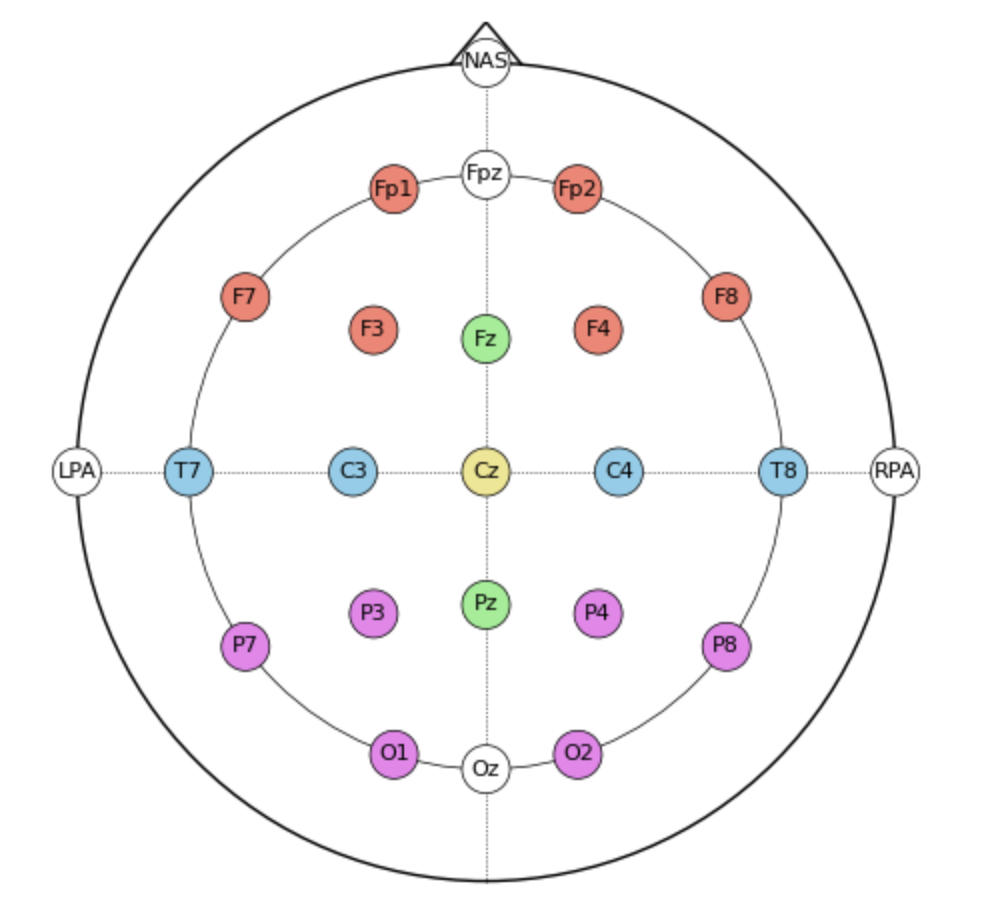 NAS
Fp1 Fpz Fp2
F7 F3 Fz F4 F8
LPA T7 C3 Cz C4 T8 RPA
P7 P3 Pz P4 P8
O1 Oz O2